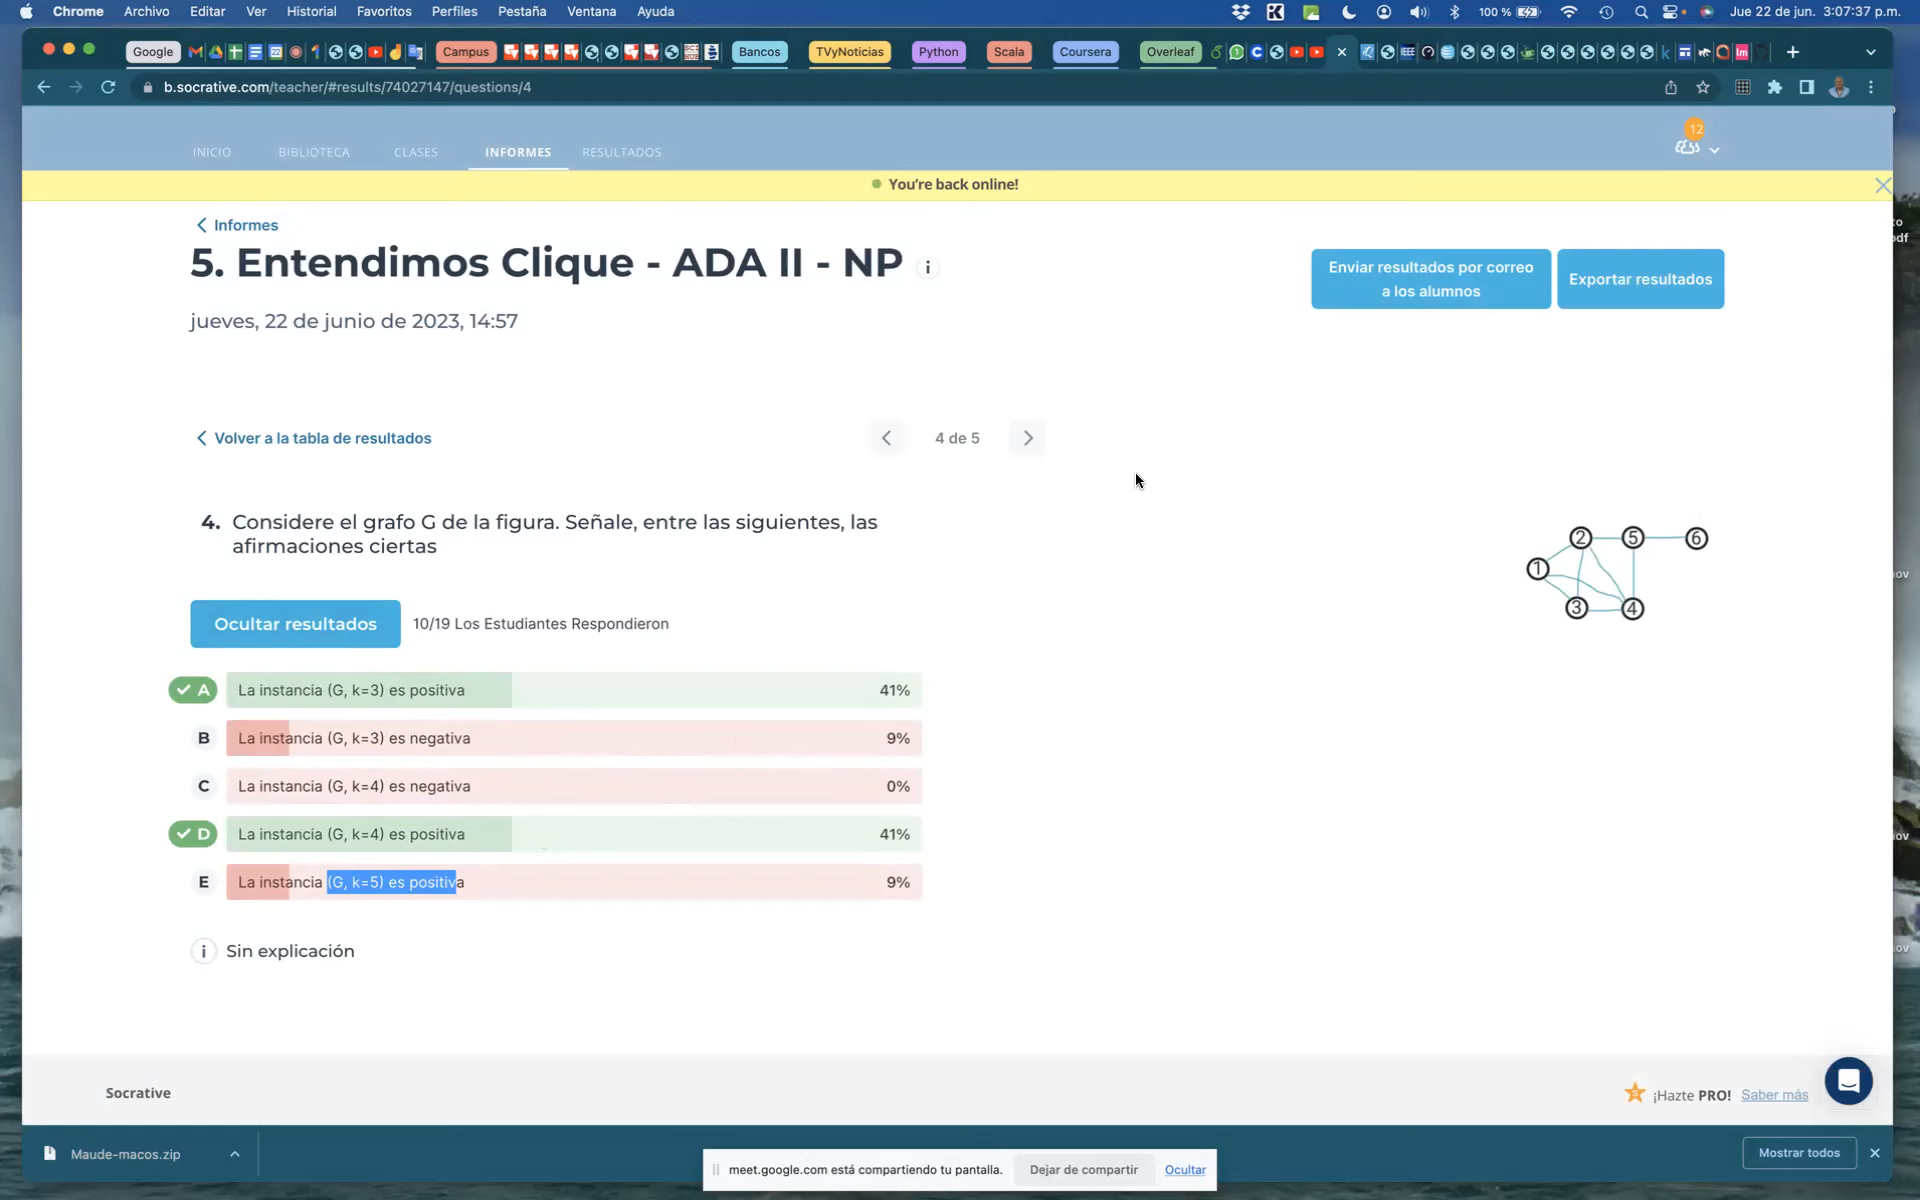 Chrome Archivo Editar Ver Historial Favoritos Perfiles Pestaña Ventana Ayuda 100 % Jue 22 de jun. 3:07:37 p.m.
Google Campus Bancos TVyNoticias Python Scala Coursera Overleaf
b.socrative.com/teacher/#results/74027147/questions/4
12
INICIO BIBLIOTECA CLASES INFORMES RESULTADOS
You're back online!
Informes
5. Entendimos Clique - ADA II - NP
Enviar resultados por correo a los alumnos
Exportar resultados
jueves, 22 de junio de 2023, 14:57
Volver a la tabla de resultados
4 de 5
4. Considere el grafo G de la figura. Señale, entre las siguientes, las
afirmaciones ciertas
2 5 6
1
3 4
Ocultar resultados 10/19 Los Estudiantes Respondieron
A La instancia (G, k=3) es positiva 41%
B La instancia (G, k=3) es negativa 9%
C La instancia (G, k=4) es negativa 0%
D La instancia (G, k=4) es positiva 41%
E La instancia (G, k=5) es positiva 9%
i Sin explicación
Socrative
¡Hazte PRO! Saber más
Maude-macos.zip
meet.google.com está compartiendo tu pantalla. Dejar de compartir Ocultar
Mostrar todos